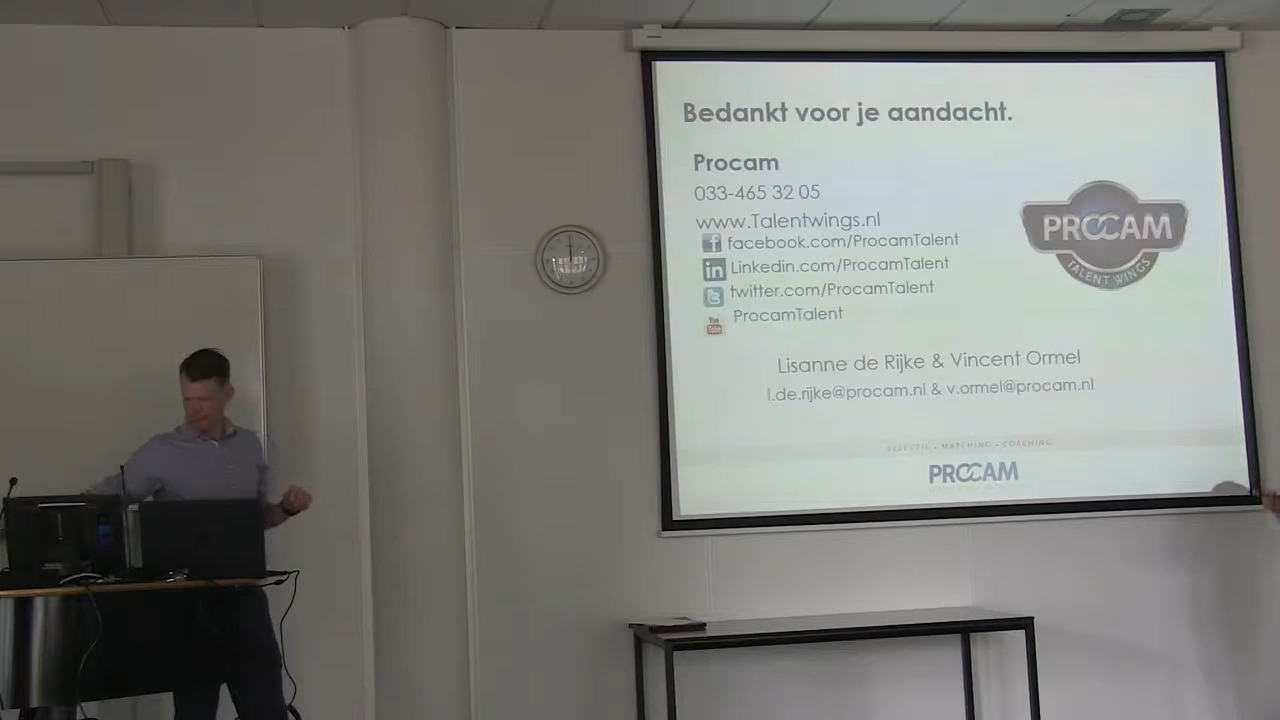 Bedankt voor je aandacht.
Procam
033-465 32 05
www.Talentwings.nl
facebook.com/ProcamTalent
Linkedin.com/ProcamTalent
twitter.com/ProcamTalent
ProcamTalent
PROCAM
TALENT WINGS
Lisanne de Rijke & Vincent Ormel
l.de.rijke@procam.nl & v.ormel@procam.nl
SELECTIE • MATCHING • COACHING
PROCAM